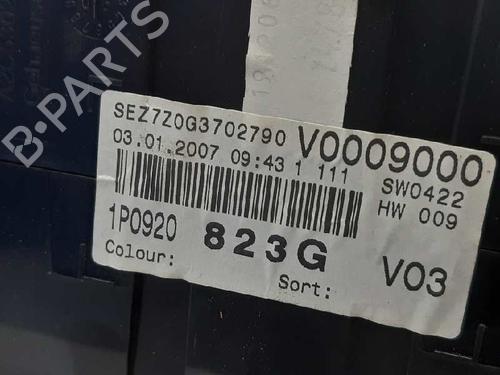 SEZ7Z0G3702790 V0009000
03.01.2007 09:43 1 111
SW0422
HW 009
1P0920 823G
V03
Colour: Sort:
B-PARTS